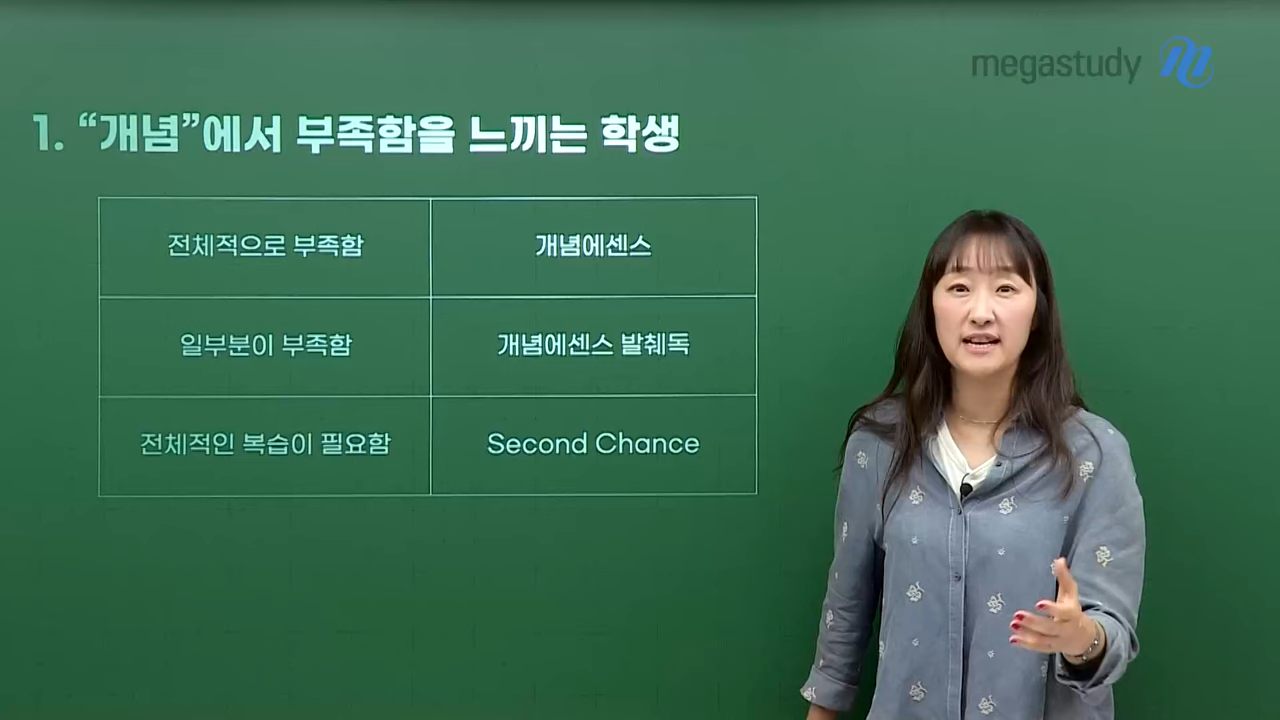 megastudy
1. “개념”에서 부족함을 느끼는 학생
전체적으로 부족함
개념에센스
일부분이 부족함
개념에센스 발췌독
전체적인 복습이 필요함
Second Chance